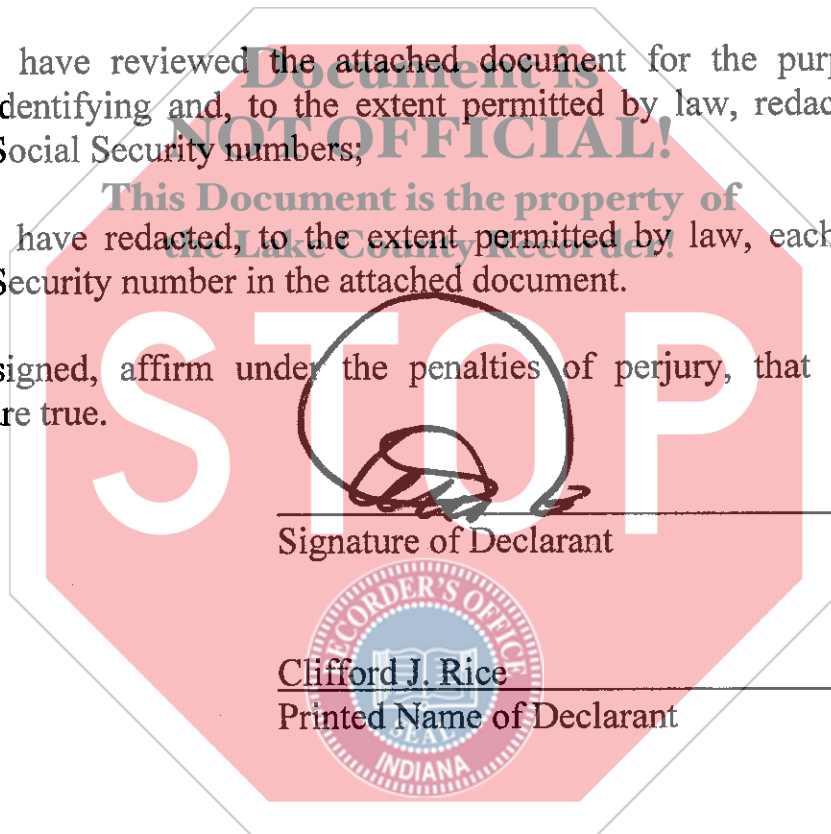 have reviewed the attached document for the purp
Document is
dentifying and, to the extent permitted by law, redac
NOT OFFICIAL!
Social Security numbers;
This Document is the property of
have redacted, to the extent permitted by law, each
the Lake County Recorder!
Security number in the attached document.
signed, affirm under the penalties of perjury, that
re true.
STOP
Signature of Declarant
RECORDER'S OFFICE
Clifford J. Rice
Printed Name of Declarant
SEAL
INDIANA